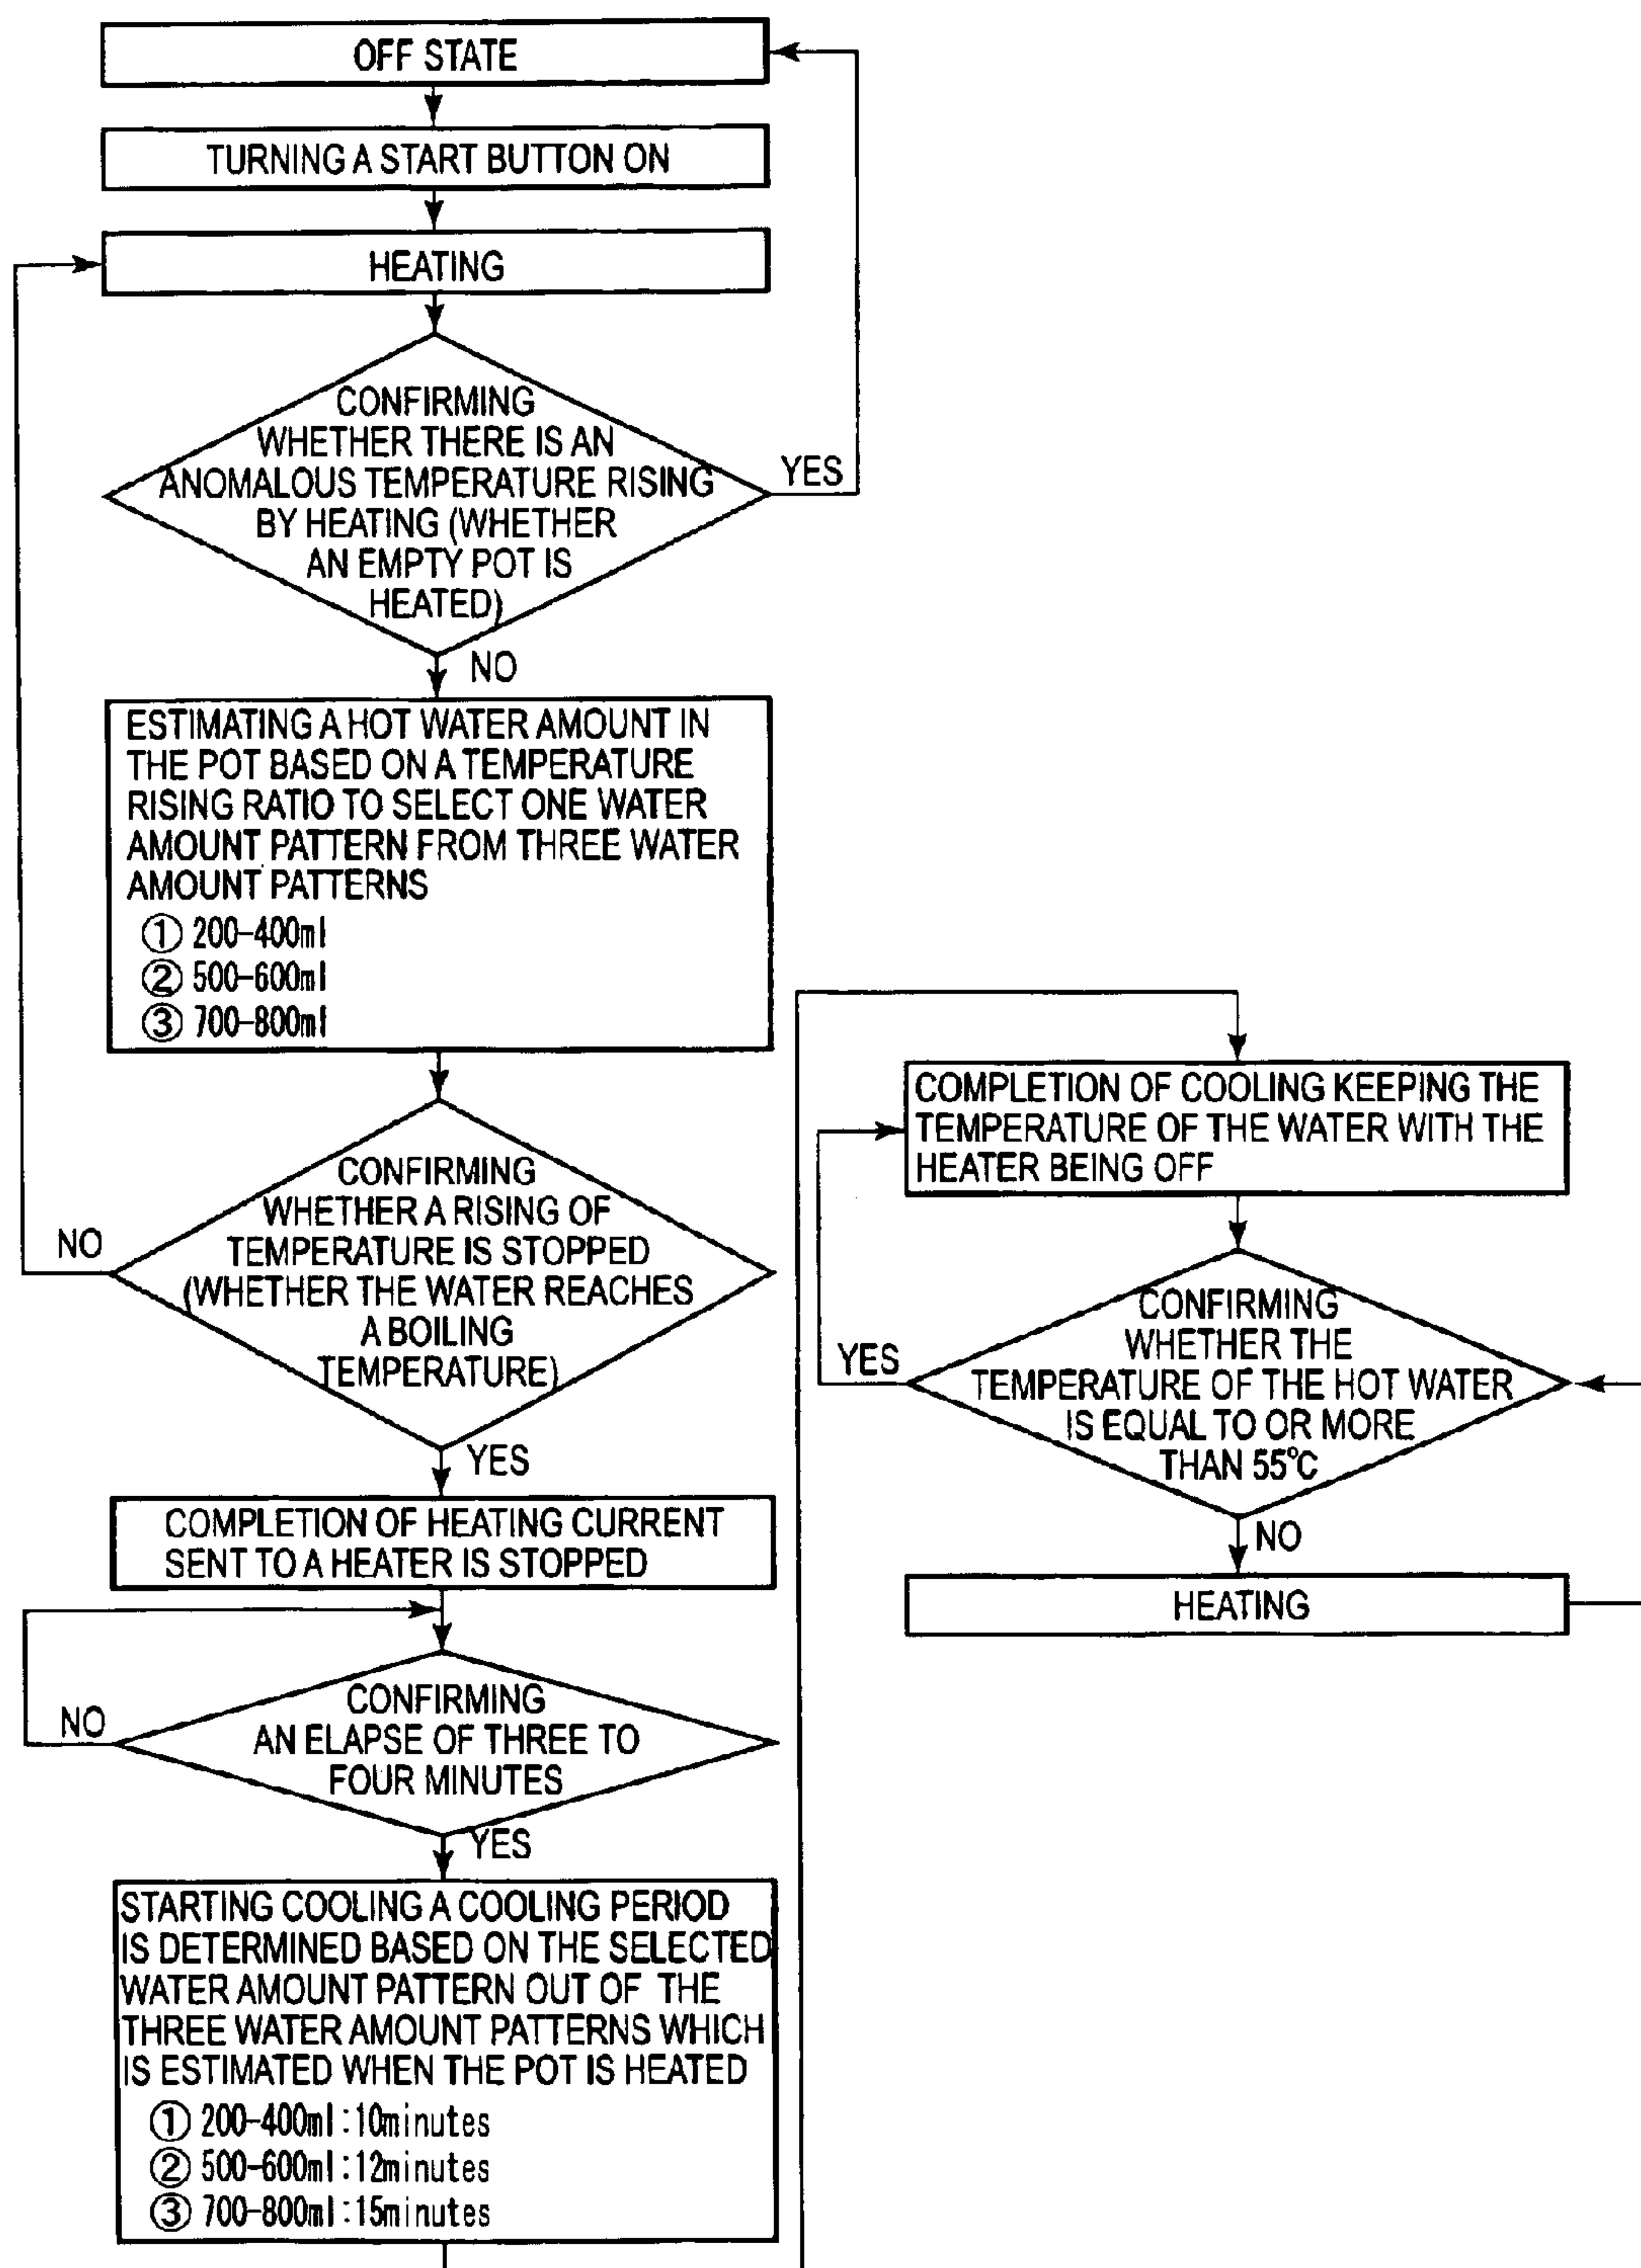 OFF STATE
TURNING A START BUTTON ON
HEATING
CONFIRMING
WHETHER THERE IS AN
ANOMALOUS TEMPERATURE RISING
BY HEATING (WHETHER
AN EMPTY POT IS
HEATED)
YES
NO
ESTIMATING A HOT WATER AMOUNT IN
THE POT BASED ON A TEMPERATURE
RISING RATIO TO SELECT ONE WATER
AMOUNT PATTERN FROM THREE WATER
AMOUNT PATTERNS
① 200-400ml
② 500-600ml
③ 700-800ml
CONFIRMING
WHETHER A RISING OF
TEMPERATURE IS STOPPED
(WHETHER THE WATER REACHES
A BOILING
TEMPERATURE)
NO
YES
COMPLETION OF HEATING CURRENT
SENT TO A HEATER IS STOPPED
CONFIRMING
AN ELAPSE OF THREE TO
FOUR MINUTES
NO
YES
STARTING COOLING A COOLING PERIOD
IS DETERMINED BASED ON THE SELECTED
WATER AMOUNT PATTERN OUT OF THE
THREE WATER AMOUNT PATTERNS WHICH
IS ESTIMATED WHEN THE POT IS HEATED
① 200-400ml:10minutes
② 500-600ml:12minutes
③ 700-800ml:15minutes
COMPLETION OF COOLING KEEPING THE
TEMPERATURE OF THE WATER WITH THE
HEATER BEING OFF
CONFIRMING
WHETHER THE
TEMPERATURE OF THE HOT WATER
IS EQUAL TO OR MORE
THAN 55°C
YES
NO
HEATING